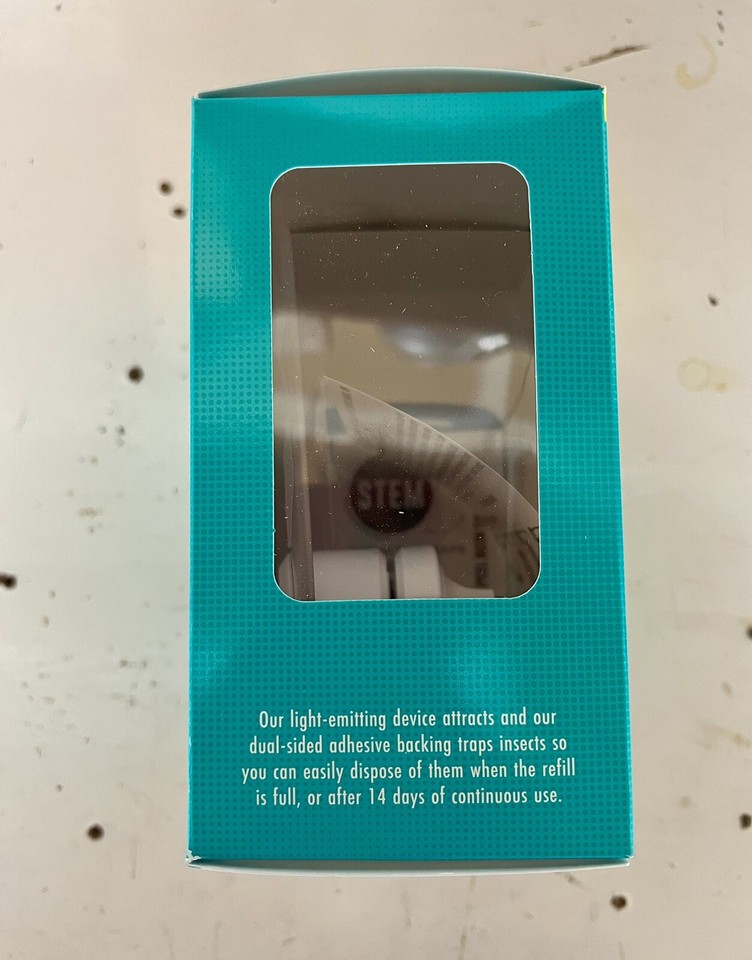 STEM
Our light-emitting device attracts and our
dual-sided adhesive backing traps insects so
you can easily dispose of them when the refill
is full, or after 14 days of continuous use.